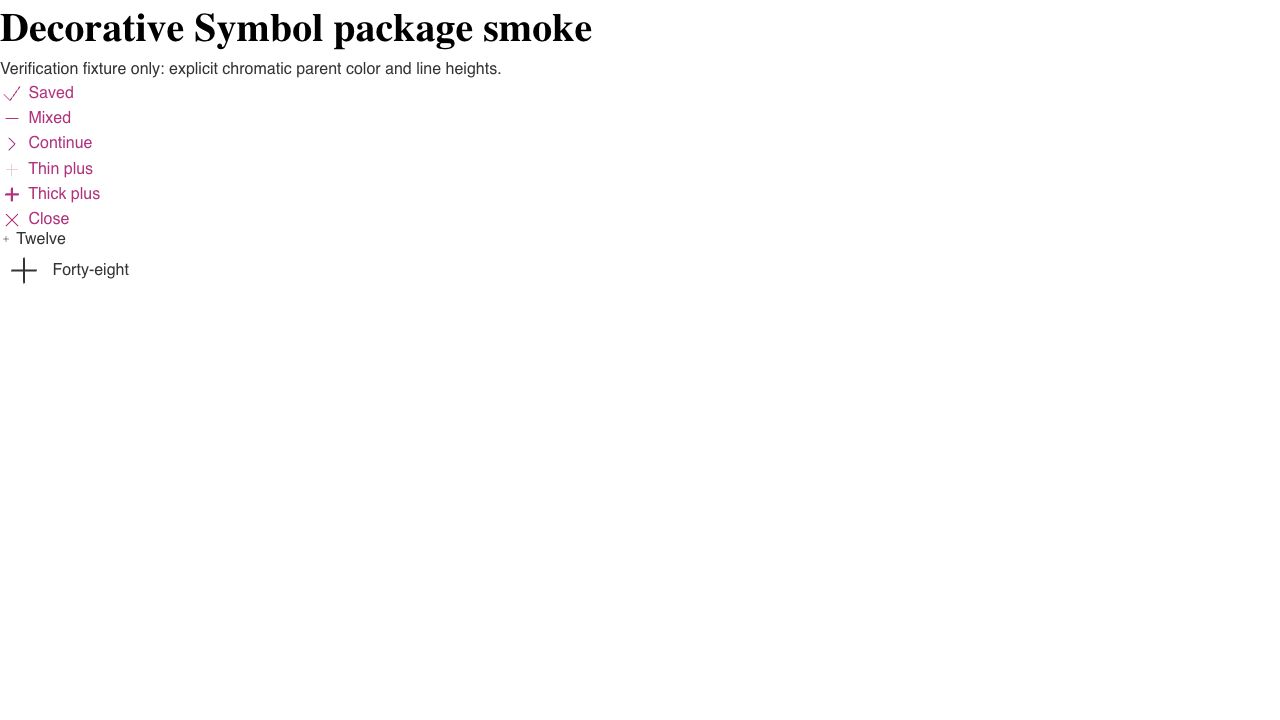 Decorative Symbol package smoke
Verification fixture only: explicit chromatic parent color and line heights.
Saved
Mixed
Continue
Thin plus
Thick plus
Close
Twelve
Forty-eight